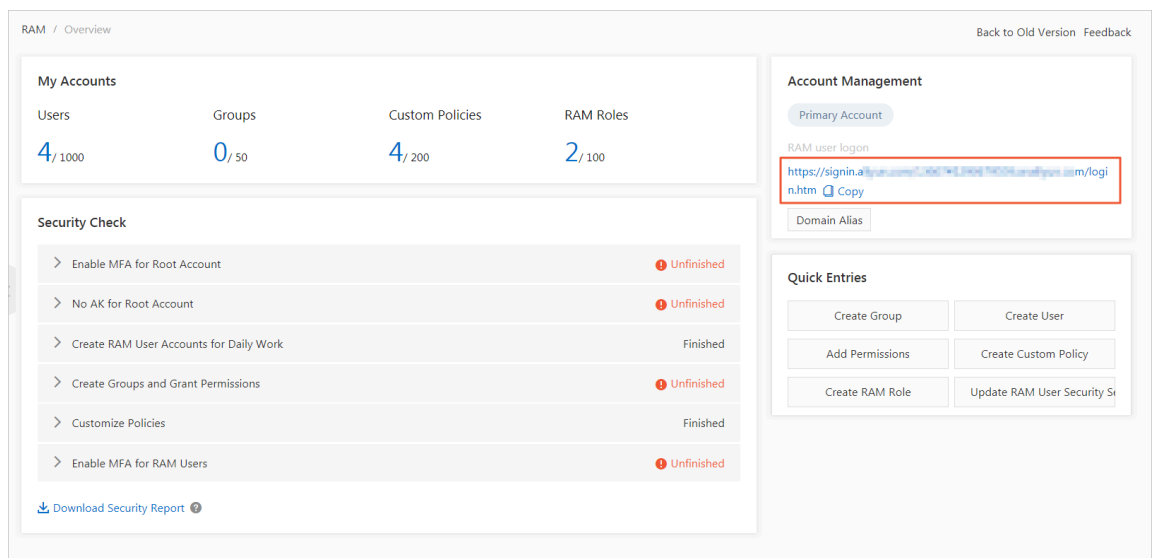 RAM / Overview
Back to Old Version Feedback
My Accounts
Users Groups Custom Policies RAM Roles
4/ 1000 0/ 50 4/ 200 2/ 100
Security Check
Enable MFA for Root Account Unfinished
No AK for Root Account Unfinished
Create RAM User Accounts for Daily Work Finished
Create Groups and Grant Permissions Unfinished
Customize Policies Finished
Enable MFA for RAM Users Unfinished
Download Security Report
Account Management
Primary Account
RAM user logon
https://signin.a m/logi
n.htm Copy
Domain Alias
Quick Entries
Create Group Create User
Add Permissions Create Custom Policy
Create RAM Role Update RAM User Security Se